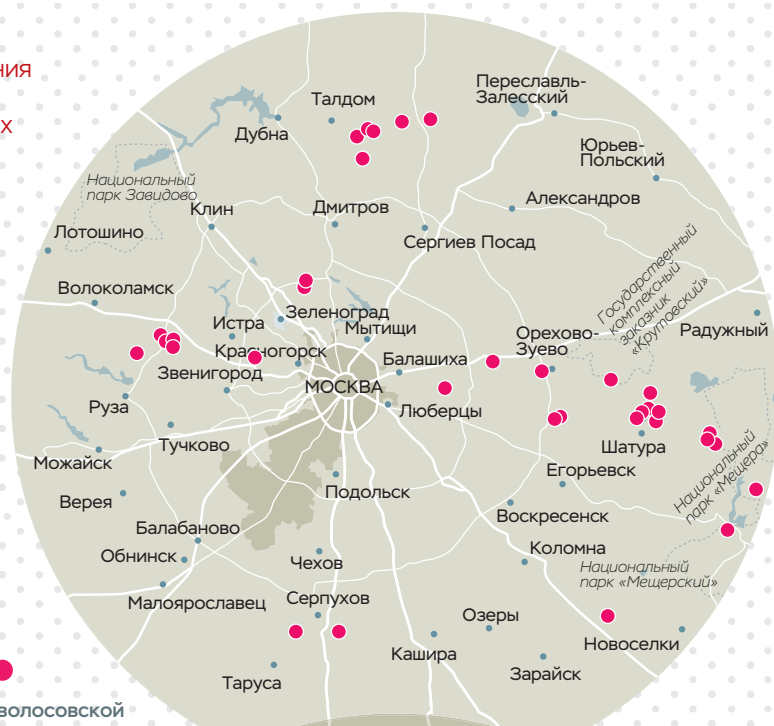 ния
х
Переславль-
Залесский
Талдом
Дубна
Юрьев-
Польский
Национальный
парк Завидово
Клин
Дмитров
Александров
Лотошино
Сергиев Посад
Государственный
комплексный
заказник
«Крутовский»
Волоколамск
Зеленоград
Истра
Мытищи
Орехово-
Зуево
Радужный
Красногорск
Балашиха
Звенигород
МОСКВА
Руза
Люберцы
Тучково
Шатура
Можайск
Егорьевск
Национальный
парк «Мещера»
Верея
Подольск
Воскресенск
Балабаново
Обнинск
Чехов
Коломна
Национальный
парк «Мещерский»
Малоярославец
Серпухов
Озеры
Новоселки
Кашира
Зарайск
Таруса
волосовской